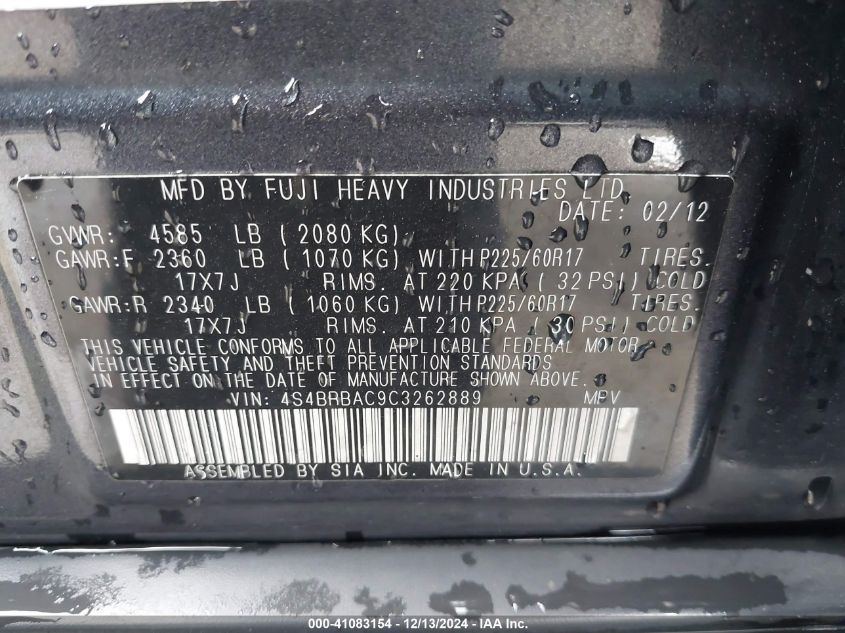 MFD BY FUJI HEAVY INDUSTRIES LTD.
DATE: 02/12
GVWR: 4585 LB ( 2080 KG)
GAWR:F 2360 LB ( 1070 KG) WITH P225/60R17 TIRES.
17X7J RIMS. AT 220 KPA ( 32 PSI) COLD
GAWR:R 2340 LB ( 1060 KG) WITH P225/60R17 TIRES.
17X7J RIMS. AT 210 KPA ( 30 PSI) COLD
THIS VEHICLE CONFORMS TO ALL APPLICABLE FEDERAL MOTOR
VEHICLE SAFETY AND THEFT PREVENTION STANDARDS
IN EFFECT ON THE DATE OF MANUFACTURE SHOWN ABOVE.
VIN: 4S4BRBAC9C3262889 MPV
ASSEMBLED BY SIA INC. MADE IN U.S.A.
000-41083154 - 12/13/2024 - IAA Inc.